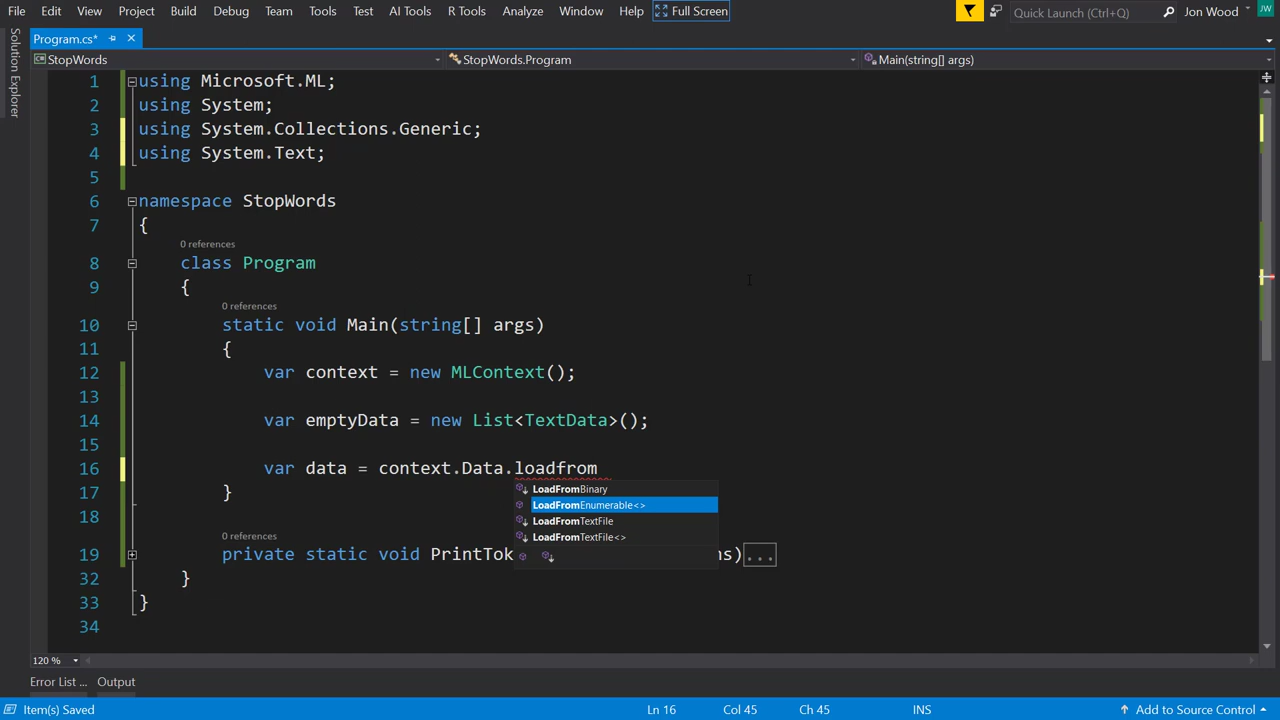 File Edit View Project Build Debug Team Tools Test AI Tools R Tools Analyze Window Help Full Screen Quick Launch (Ctrl+Q) Jon Wood JW
Program.cs*
StopWords StopWords.Program Main(string[] args)
Solution Explorer
1 using Microsoft.ML;
2 using System;
3 using System.Collections.Generic;
4 using System.Text;
5
6 namespace StopWords
7 {
0 references
8 class Program
9 {
0 references
10 static void Main(string[] args)
11 {
12 var context = new MLContext();
13
14 var emptyData = new List<TextData>();
15
16 var data = context.Data.loadfrom
LoadFromBinary
17 }
LoadFromEnumerable<>
18
LoadFromTextFile
0 references
LoadFromTextFile<>
19 private static void PrintTok ns)...
32 }
33 }
34
120 %
Error List ... Output
Item(s) Saved Ln 16 Col 45 Ch 45 INS Add to Source Control